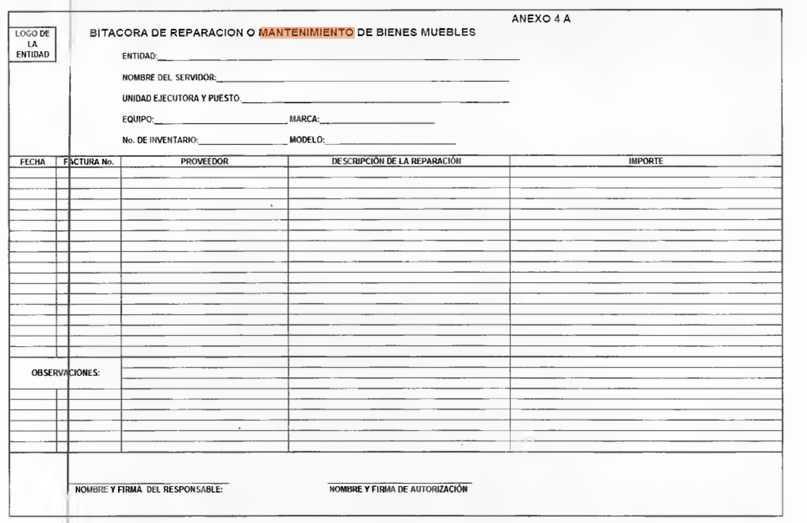 ANEXO 4 A
LOGO DE
LA
ENTIDAD
BITACORA DE REPARACION O MANTENIMIENTO DE BIENES MUEBLES
ENTIDAD:
NOMBRE DEL SERVIDOR:
UNIDAD EJECUTORA Y PUESTO:
EQUIPO: MARCA:
No. DE INVENTARIO: MODELO:
FECHA FACTURA No. PROVEEDOR DESCRIPCIÓN DE LA REPARACIÓN IMPORTE
OBSERVACIONES:
NOMBRE Y FIRMA DEL RESPONSABLE: NOMBRE Y FIRMA DE AUTORIZACIÓN